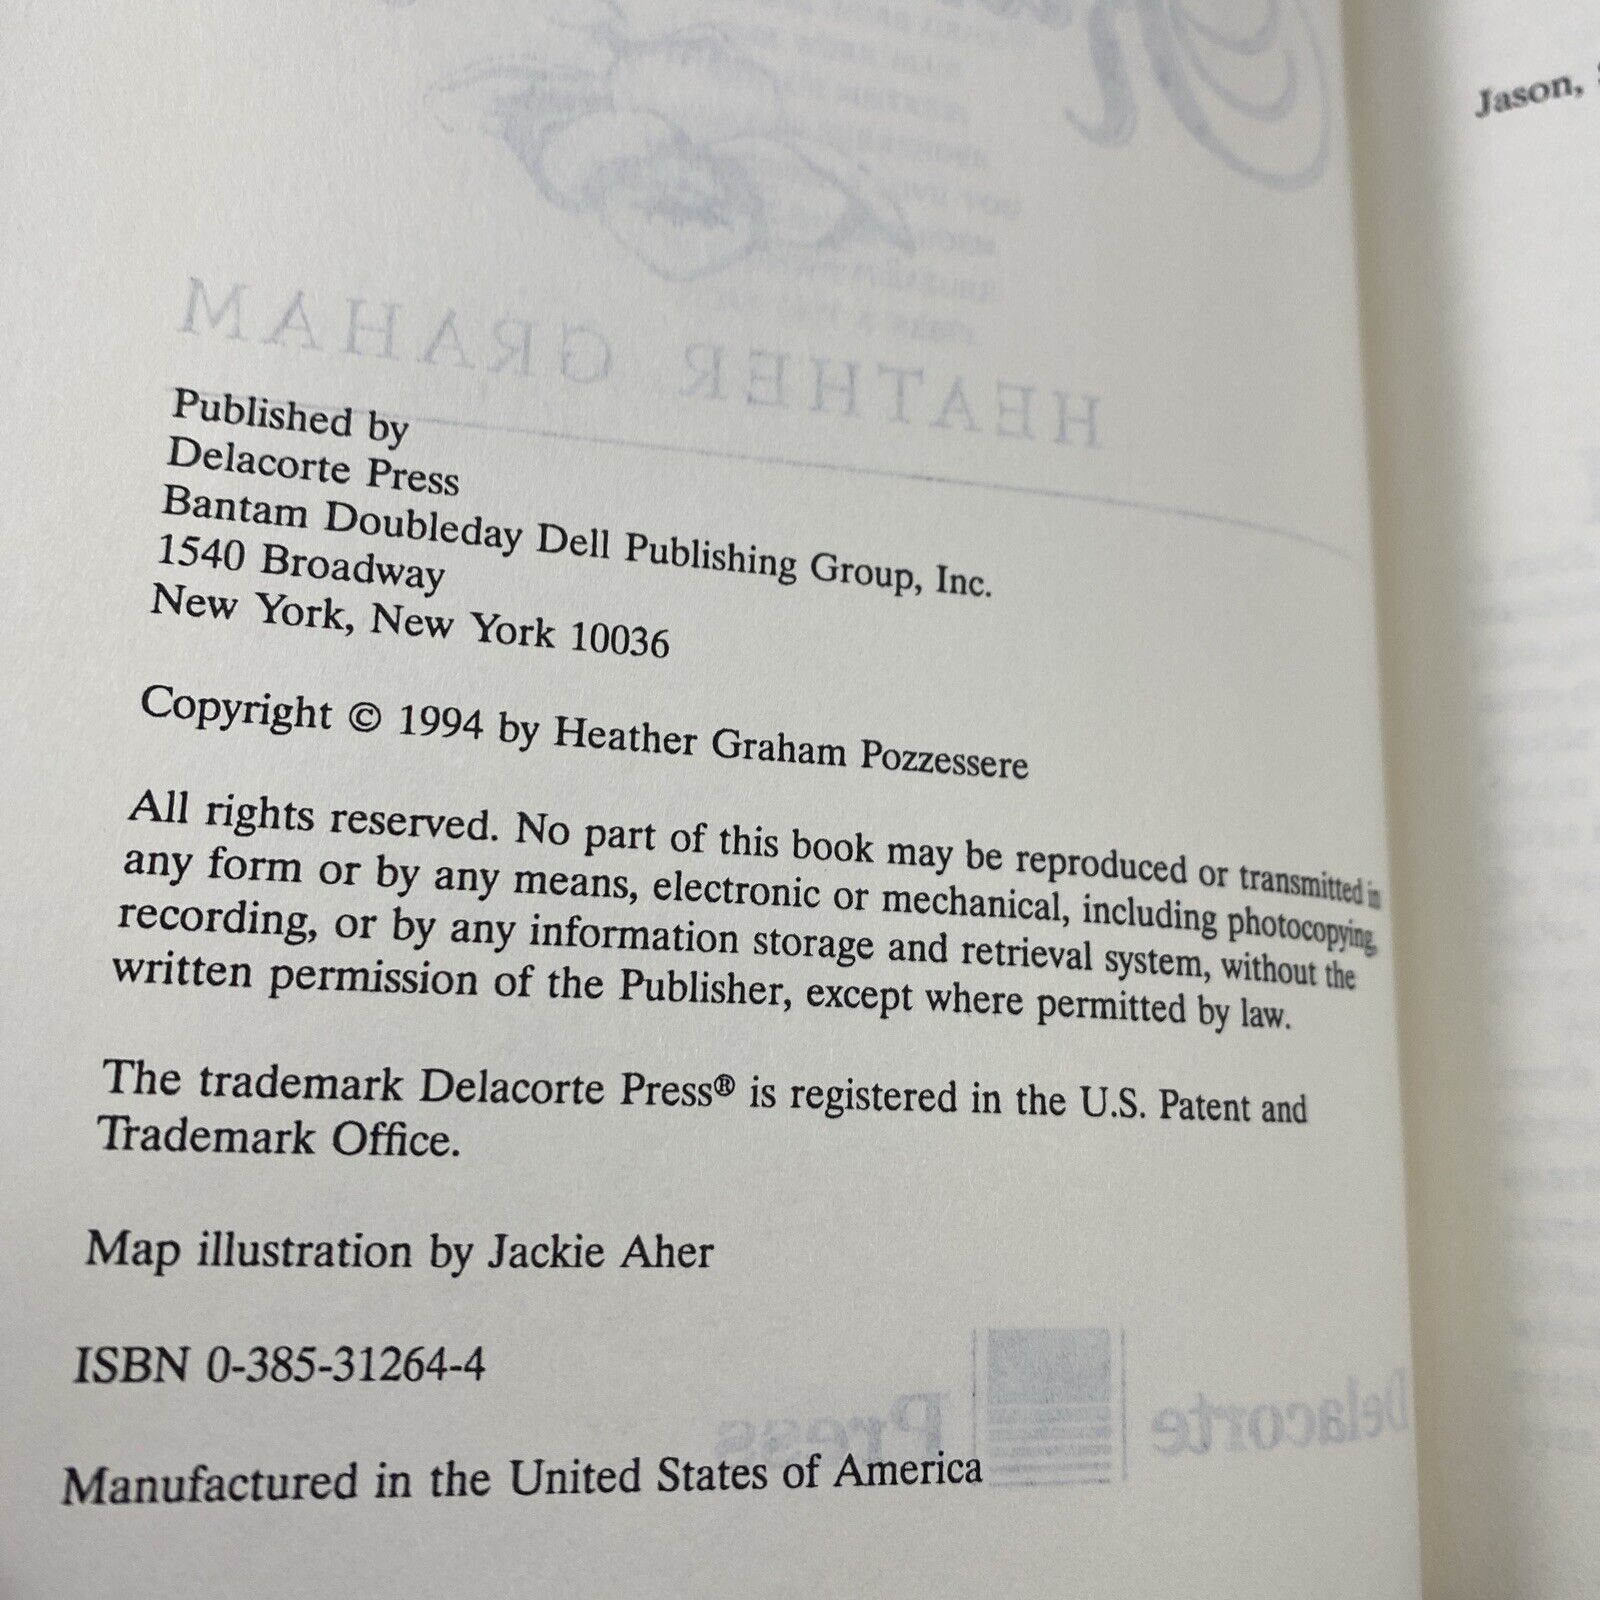 HEATHER GRAHAM
Published by
Delacorte Press
Bantam Doubleday Dell Publishing Group, Inc.
1540 Broadway
New York, New York 10036
Copyright © 1994 by Heather Graham Pozzessere
All rights reserved. No part of this book may be reproduced or transmitted in
any form or by any means, electronic or mechanical, including photocopying,
recording, or by any information storage and retrieval system, without the
written permission of the Publisher, except where permitted by law.
The trademark Delacorte Press® is registered in the U.S. Patent and
Trademark Office.
Map illustration by Jackie Aher
ISBN 0-385-31264-4
Delacorte Press
Manufactured in the United States of America
Jason,